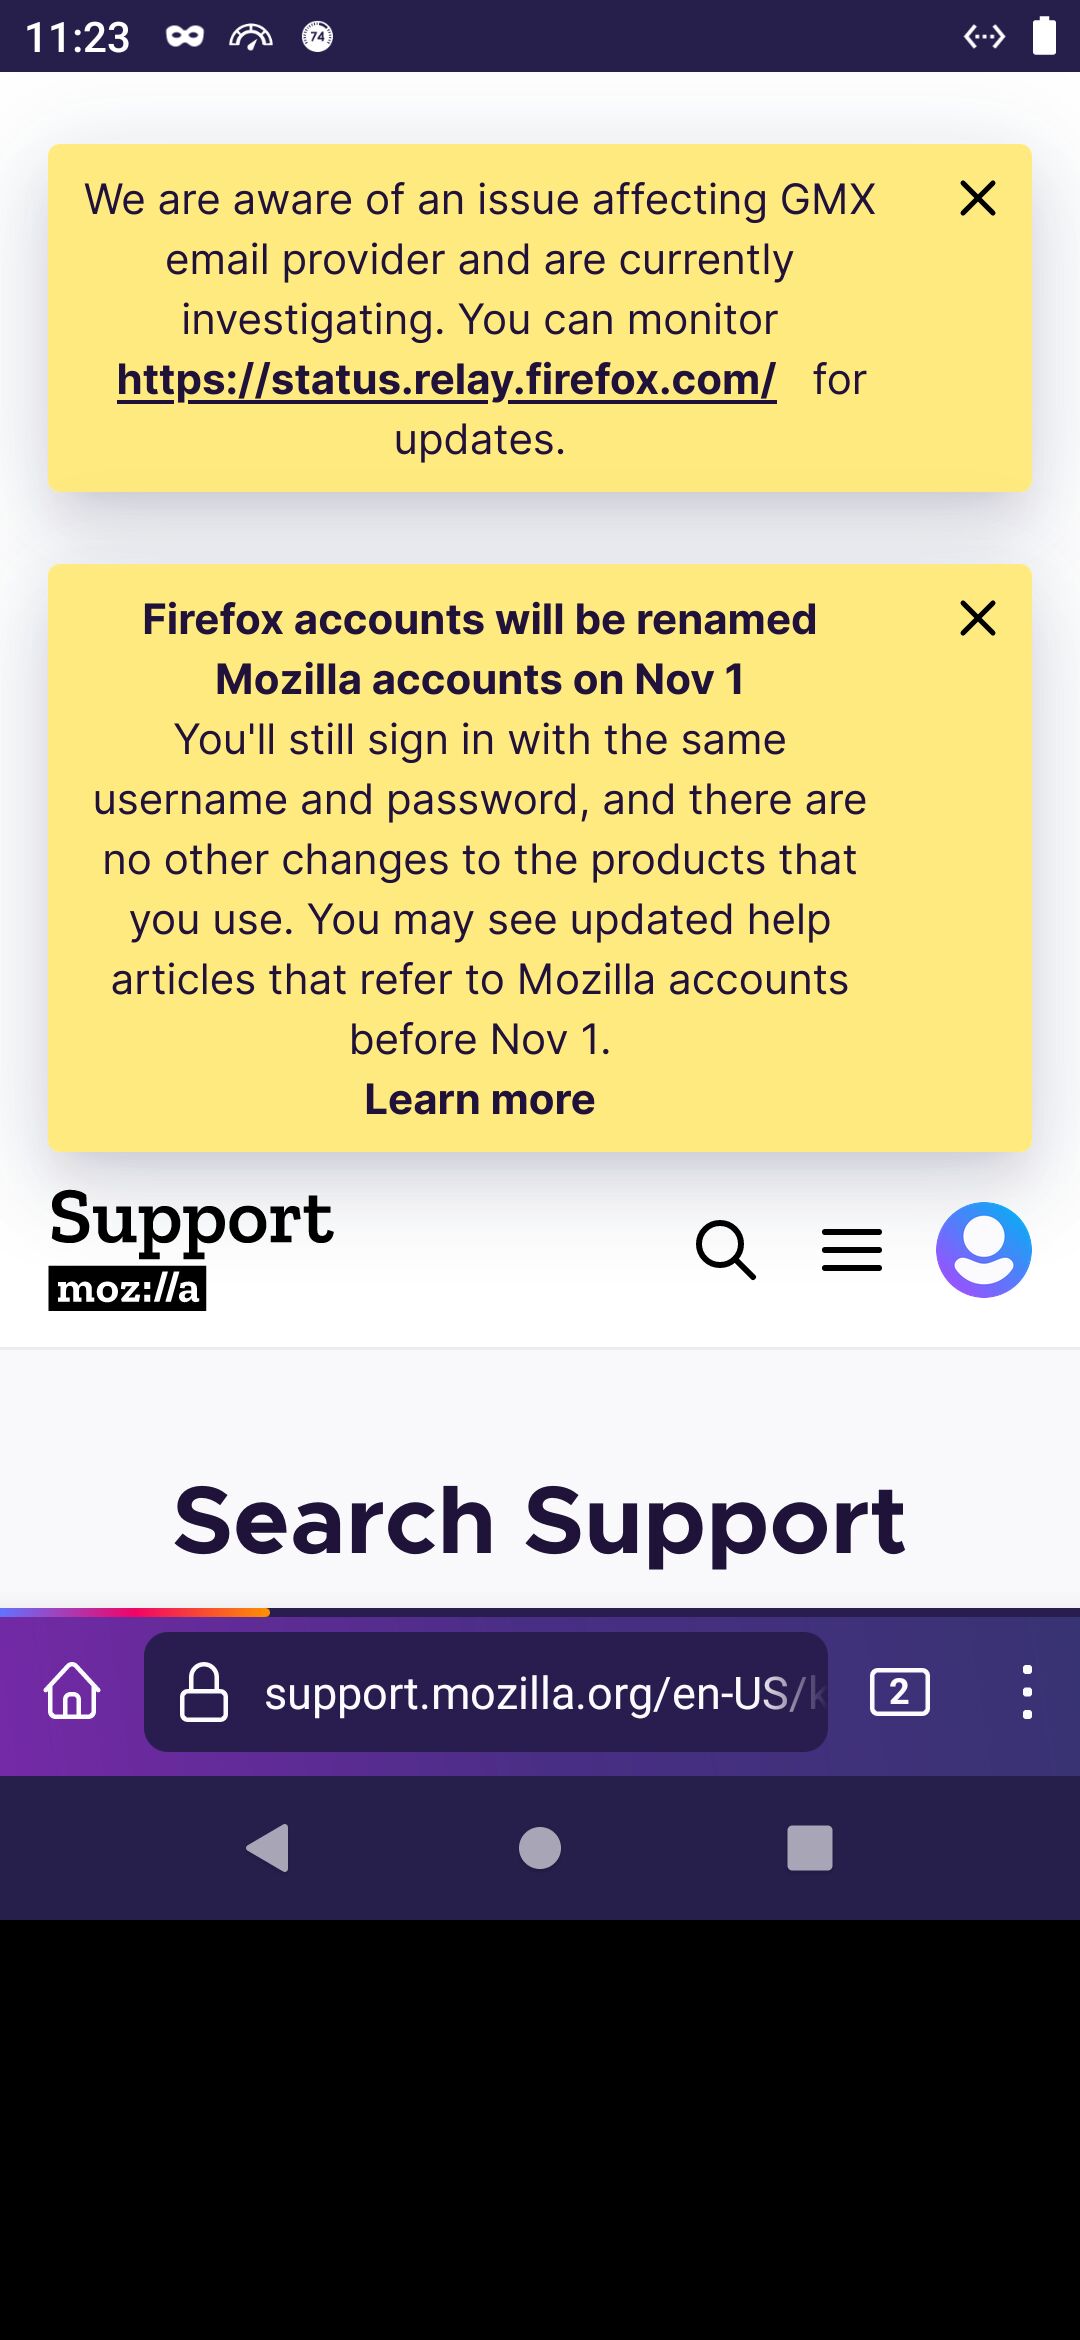 11:23
74
We are aware of an issue affecting GMX
email provider and are currently
investigating. You can monitor
https://status.relay.firefox.com/ for
updates.
Firefox accounts will be renamed
Mozilla accounts on Nov 1
You'll still sign in with the same
username and password, and there are
no other changes to the products that
you use. You may see updated help
articles that refer to Mozilla accounts
before Nov 1.
Learn more
Support
moz://a
Search Support
support.mozilla.org/en-US/k
2